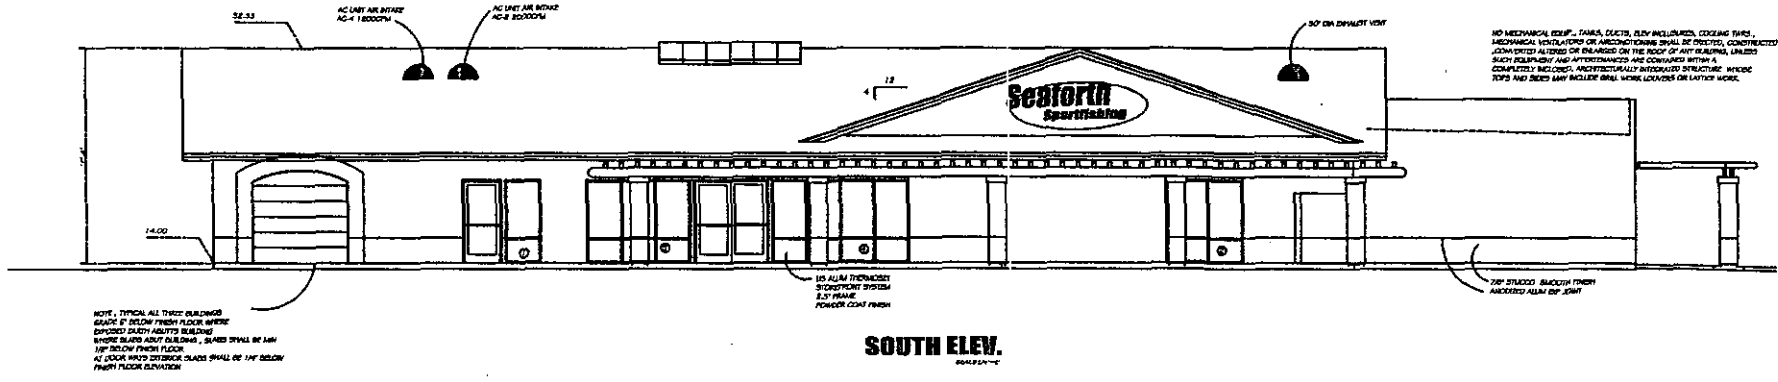 AC UNIT AIR INTAKE
AC-4 12000CFM
AC UNIT AIR INTAKE
AC-2 2000CFM
30" DIA EXHAUST VENT
NO MECHANICAL EQUIP., TANKS, DUCTS, ELEV INCLOSURES, COOLING TWRS.,
MECHANICAL VENTILATORS OR AIRCONDITIONING SHALL BE ERECTED, CONSTRUCTED
,CONVERTED ALTERED OR ENLARGED ON THE ROOF OF ANY BUILDING, UNLESS
SUCH EQUIPMENT AND APPERTENANCES ARE CONTAINED WITHIN A
COMPLETELY INCLOSED, ARCHITECTURALLY INTEGRATED STRUCTURE WHOSE
TOPS AND SIDES MAY INCLUDE GRILL WORK LOUVERS OR LATTICE WORK.
12
4
Seaforth
Sportfishing
14.00
ALUM THERMOSET
STOREFRONT SYSTEM
FRAME
POWDER COAT FINISH
7/8" STUCCO SMOOTH FINISH
ANODIZED ALUM EXP JOINT
NOTE, TYPICAL ALL THREE BUILDINGS
GRADE 6" BELOW FINISH FLOOR WHERE
EXPOSED EARTH ABUTTS BUILDING
WHERE SLABS ABUT BUILDING, SLABS SHALL BE MIN
1/2" BELOW FINISH FLOOR
AT DOOR WAYS EXTERIOR SLABS SHALL BE 1/4" BELOW
FINISH FLOOR ELEVATION
SOUTH ELEV.